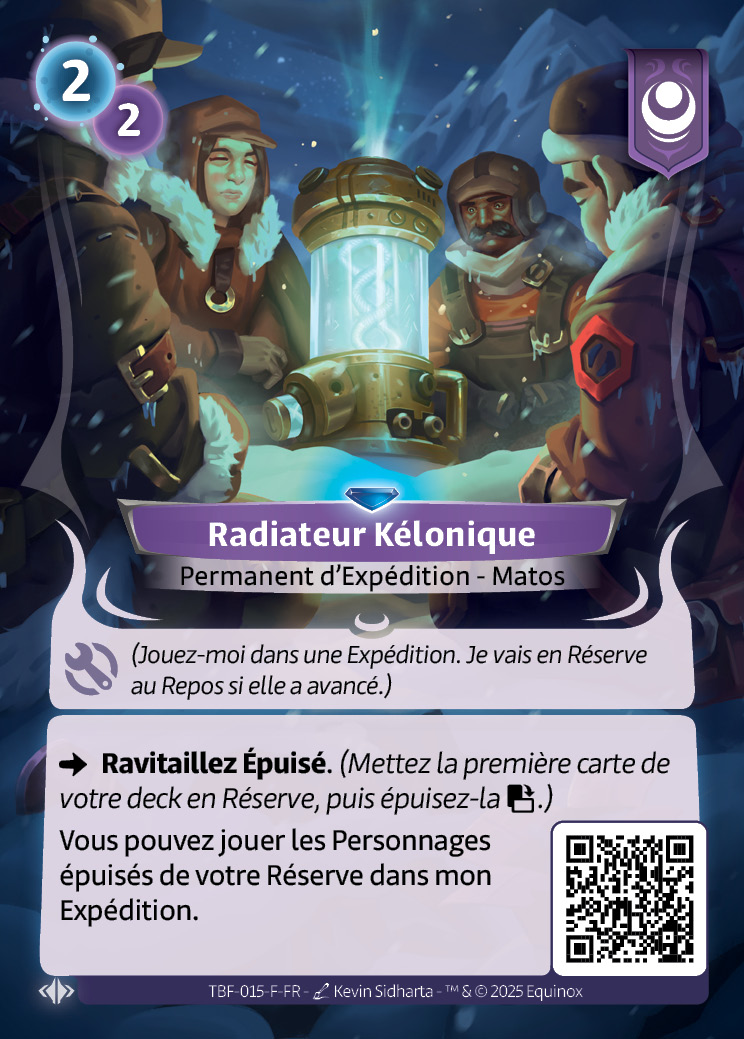 2
2
Radiateur Kélonique
Permanent d'Expédition - Matos
(Jouez-moi dans une Expédition. Je vais en Réserve
au Repos si elle a avancé.)
Ravitaillez Épuisé. (Mettez la première carte de
votre deck en Réserve, puis épuisez-la .)
Vous pouvez jouer les Personnages
épuisés de votre Réserve dans mon
Expédition.
TBF-015-F-FR - Kevin Sidharta - ™ & © 2025 Equinox